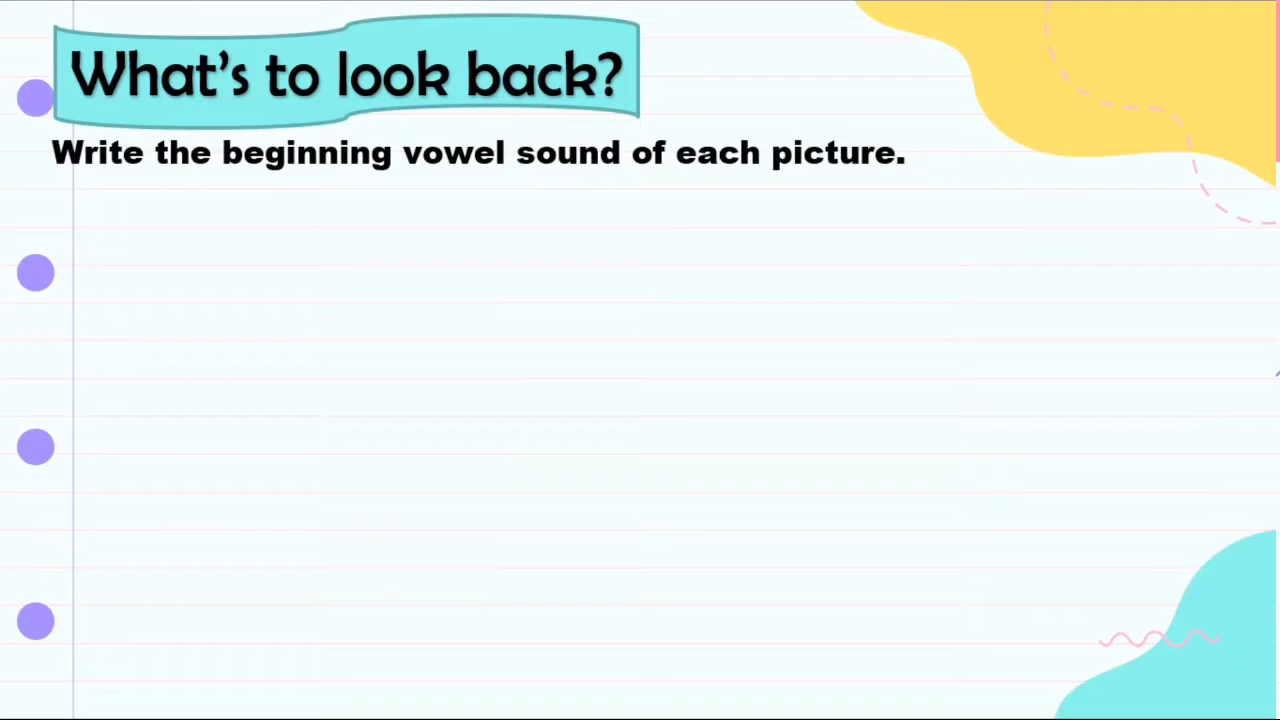 What's to look back?
Write the beginning vowel sound of each picture.